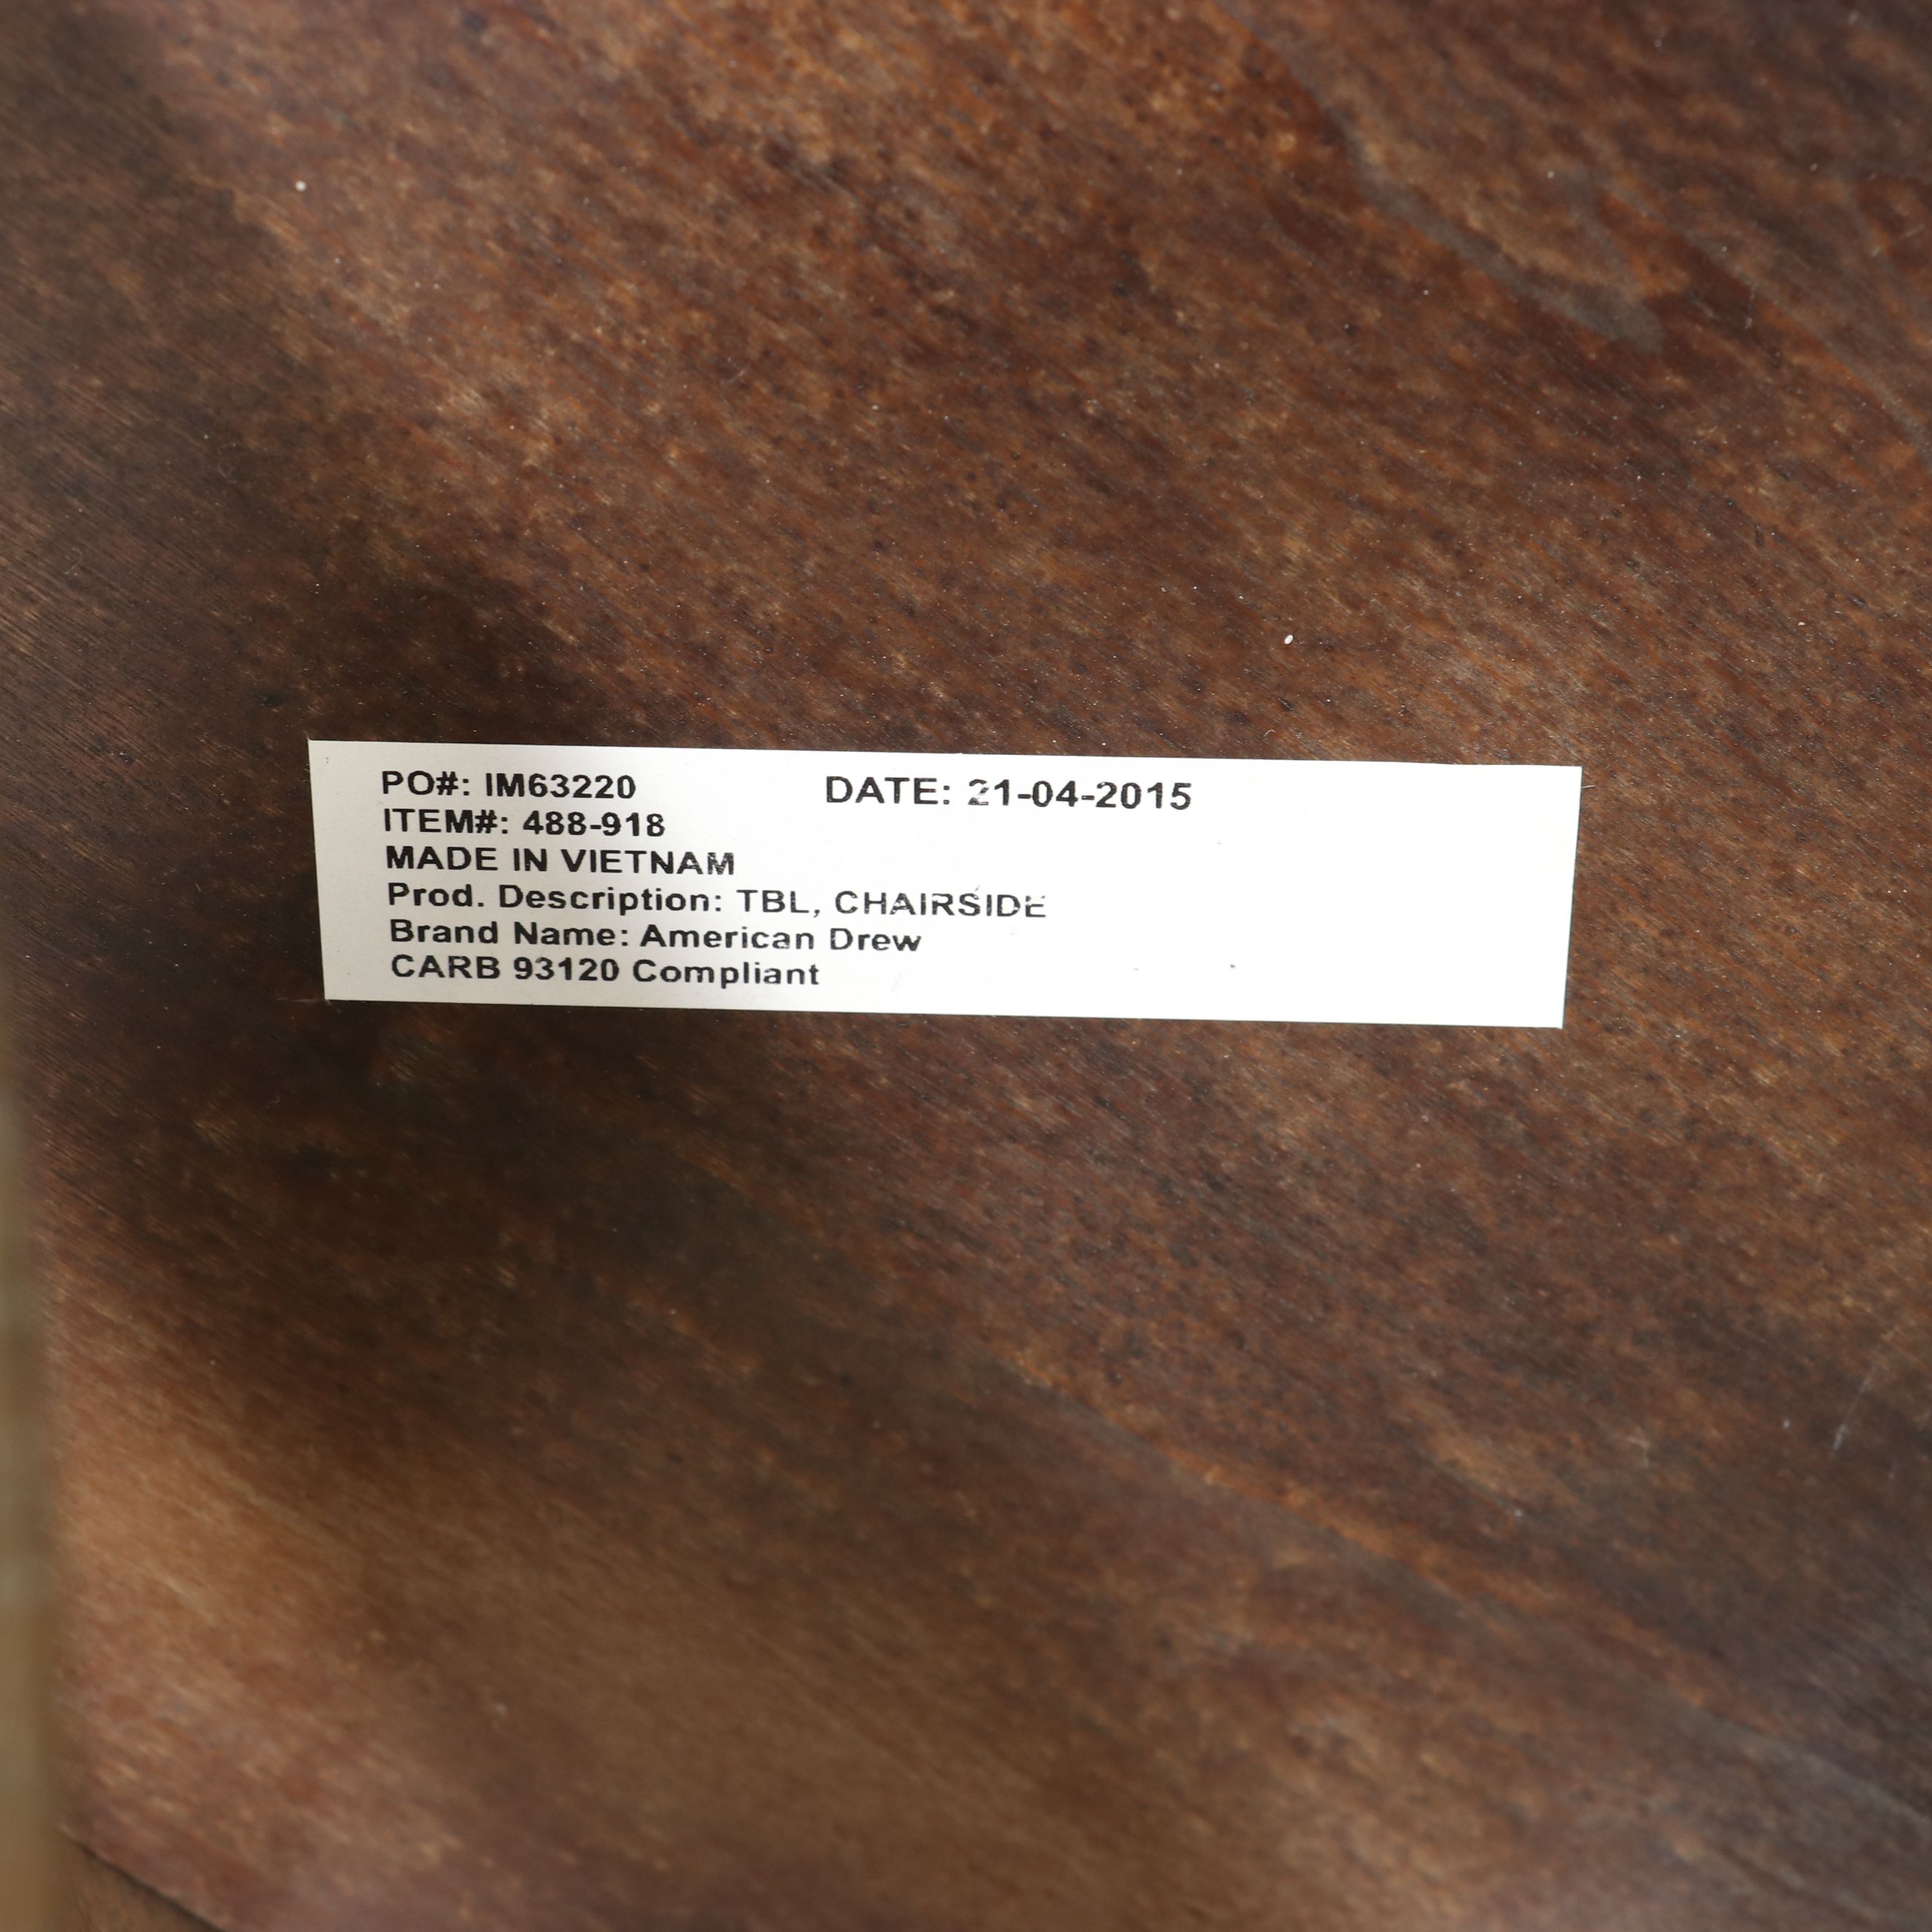 PO#: IM63220 DATE: 21-04-2015
ITEM#: 488-918
MADE IN VIETNAM
Prod. Description: TBL, CHAIRSIDE
Brand Name: American Drew
CARB 93120 Compliant